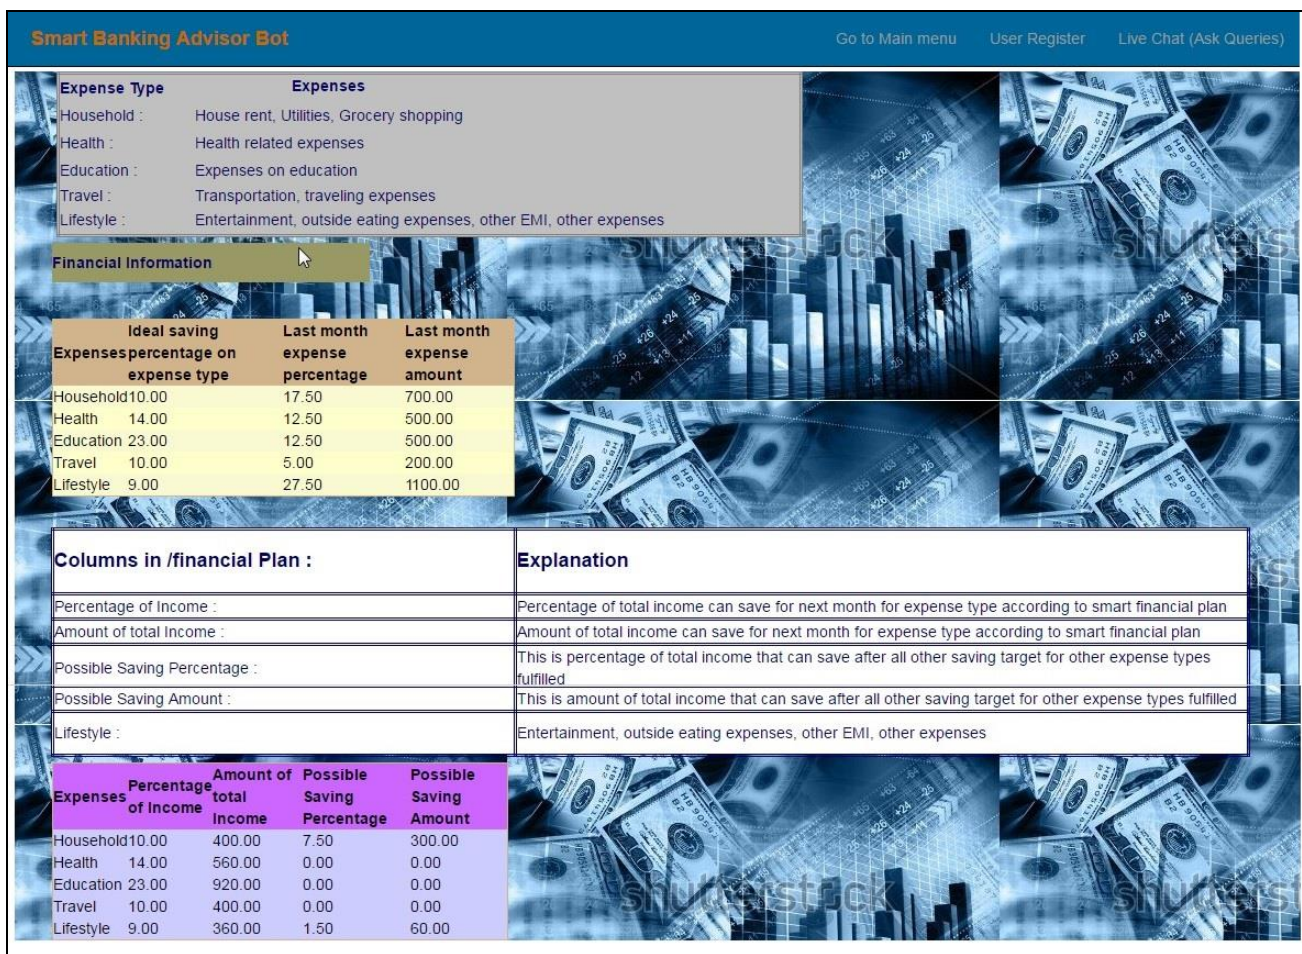 Smart Banking Advisor Bot
Go to Main menu User Register Live Chat (Ask Queries)
Expense Type Expenses
Household : House rent, Utilities, Grocery shopping
Health : Health related expenses
Education : Expenses on education
Travel : Transportation, traveling expenses
Lifestyle : Entertainment, outside eating expenses, other EMI, other expenses
Financial Information
Expenses Ideal saving percentage on expense type Last month expense percentage Last month expense amount
Household 10.00 17.50 700.00
Health 14.00 12.50 500.00
Education 23.00 12.50 500.00
Travel 10.00 5.00 200.00
Lifestyle 9.00 27.50 1100.00
Columns in /financial Plan : Explanation
Percentage of Income : Percentage of total income can save for next month for expense type according to smart financial plan
Amount of total Income : Amount of total income can save for next month for expense type according to smart financial plan
Possible Saving Percentage : This is percentage of total income that can save after all other saving target for other expense types
fulfilled
Possible Saving Amount : This is amount of total income that can save after all other saving target for other expense types fulfilled
Lifestyle : Entertainment, outside eating expenses, other EMI, other expenses
Expenses Percentage of Income Amount of total Income Possible Saving Percentage Possible Saving Amount
Household 10.00 400.00 7.50 300.00
Health 14.00 560.00 0.00 0.00
Education 23.00 920.00 0.00 0.00
Travel 10.00 400.00 0.00 0.00
Lifestyle 9.00 360.00 1.50 60.00
shutterstock